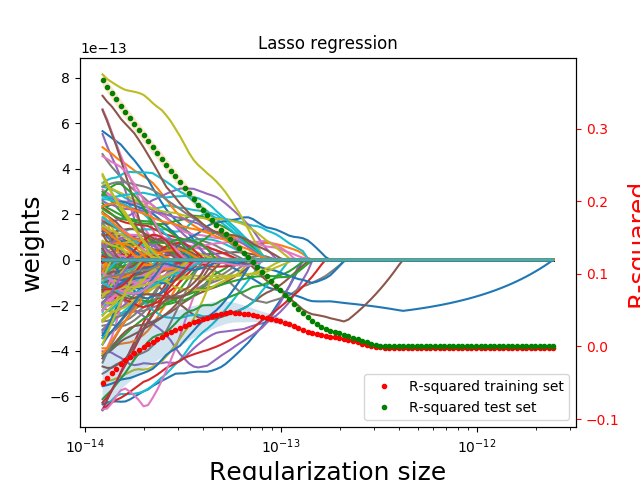 Lasso regression
1e−13
8
6
4
2
0
−2
−4
−6
weights
0.3
0.2
0.1
0.0
−0.1
R-squared
R-squared training set
R-squared test set
10⁻¹⁴
10⁻¹³
10⁻¹²
Regularization size